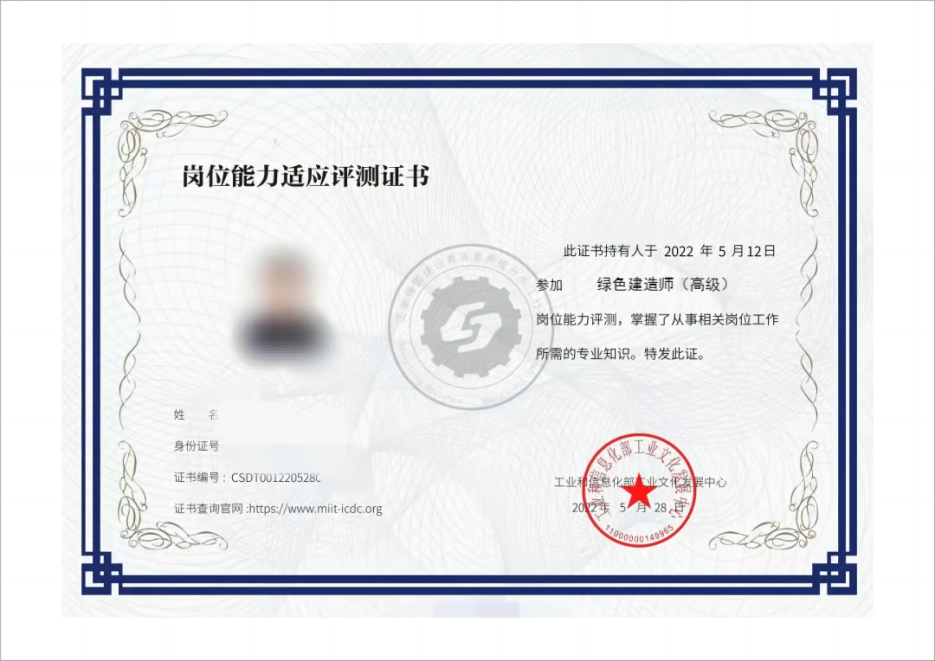 岗位能力适应评测证书
此证书持有人于 2022 年 5 月12日
参加 绿色建造师（高级）
岗位能力评测，掌握了从事相关岗位工作
所需的专业知识。特发此证。
姓 名
身份证号
证书编号：CSDT0012205280
证书查询官网:https://www.miit-icdc.org
工业和信息化部工业文化发展中心
2022年 5 月 28 日
工业和信息化部工业文化发展中心
11000000149965